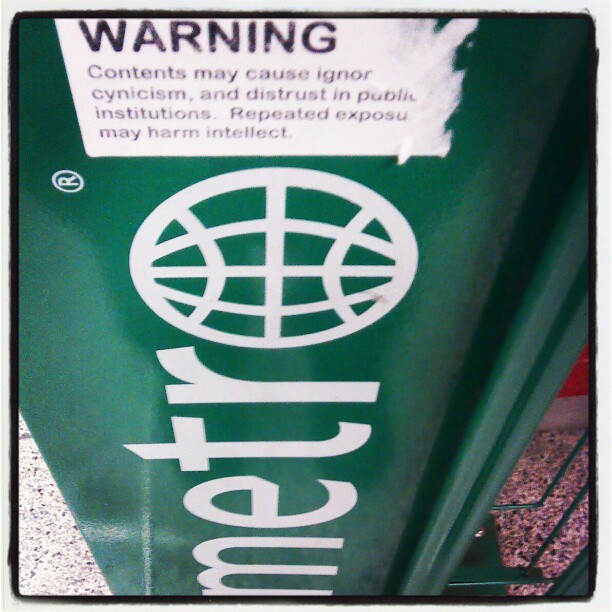 WARNING
Contents may cause ignor
cynicism, and distrust in public
institutions. Repeated exposu
may harm intellect.
®
metro